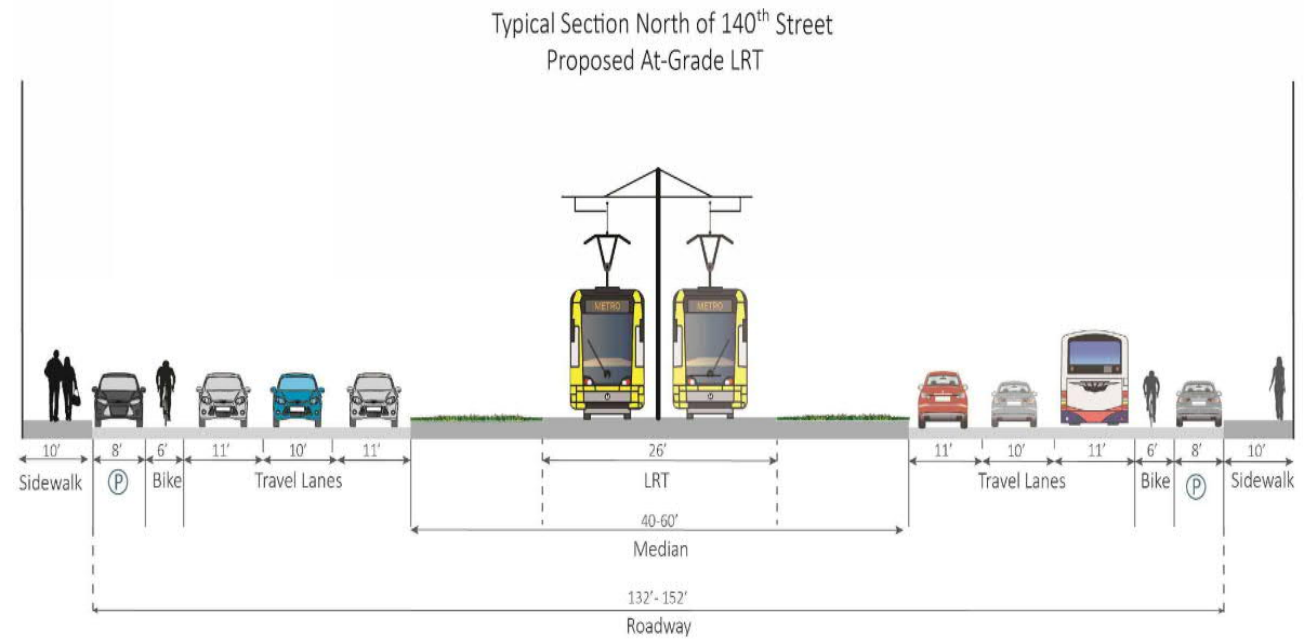 Typical Section North of 140th Street
Proposed At-Grade LRT
METRO METRO
10' 8' 6' 11' 10' 11' 26' 11' 10' 11' 6' 8' 10'
Sidewalk P Bike Travel Lanes LRT Travel Lanes Bike P Sidewalk
40-60'
Median
132'- 152'
Roadway